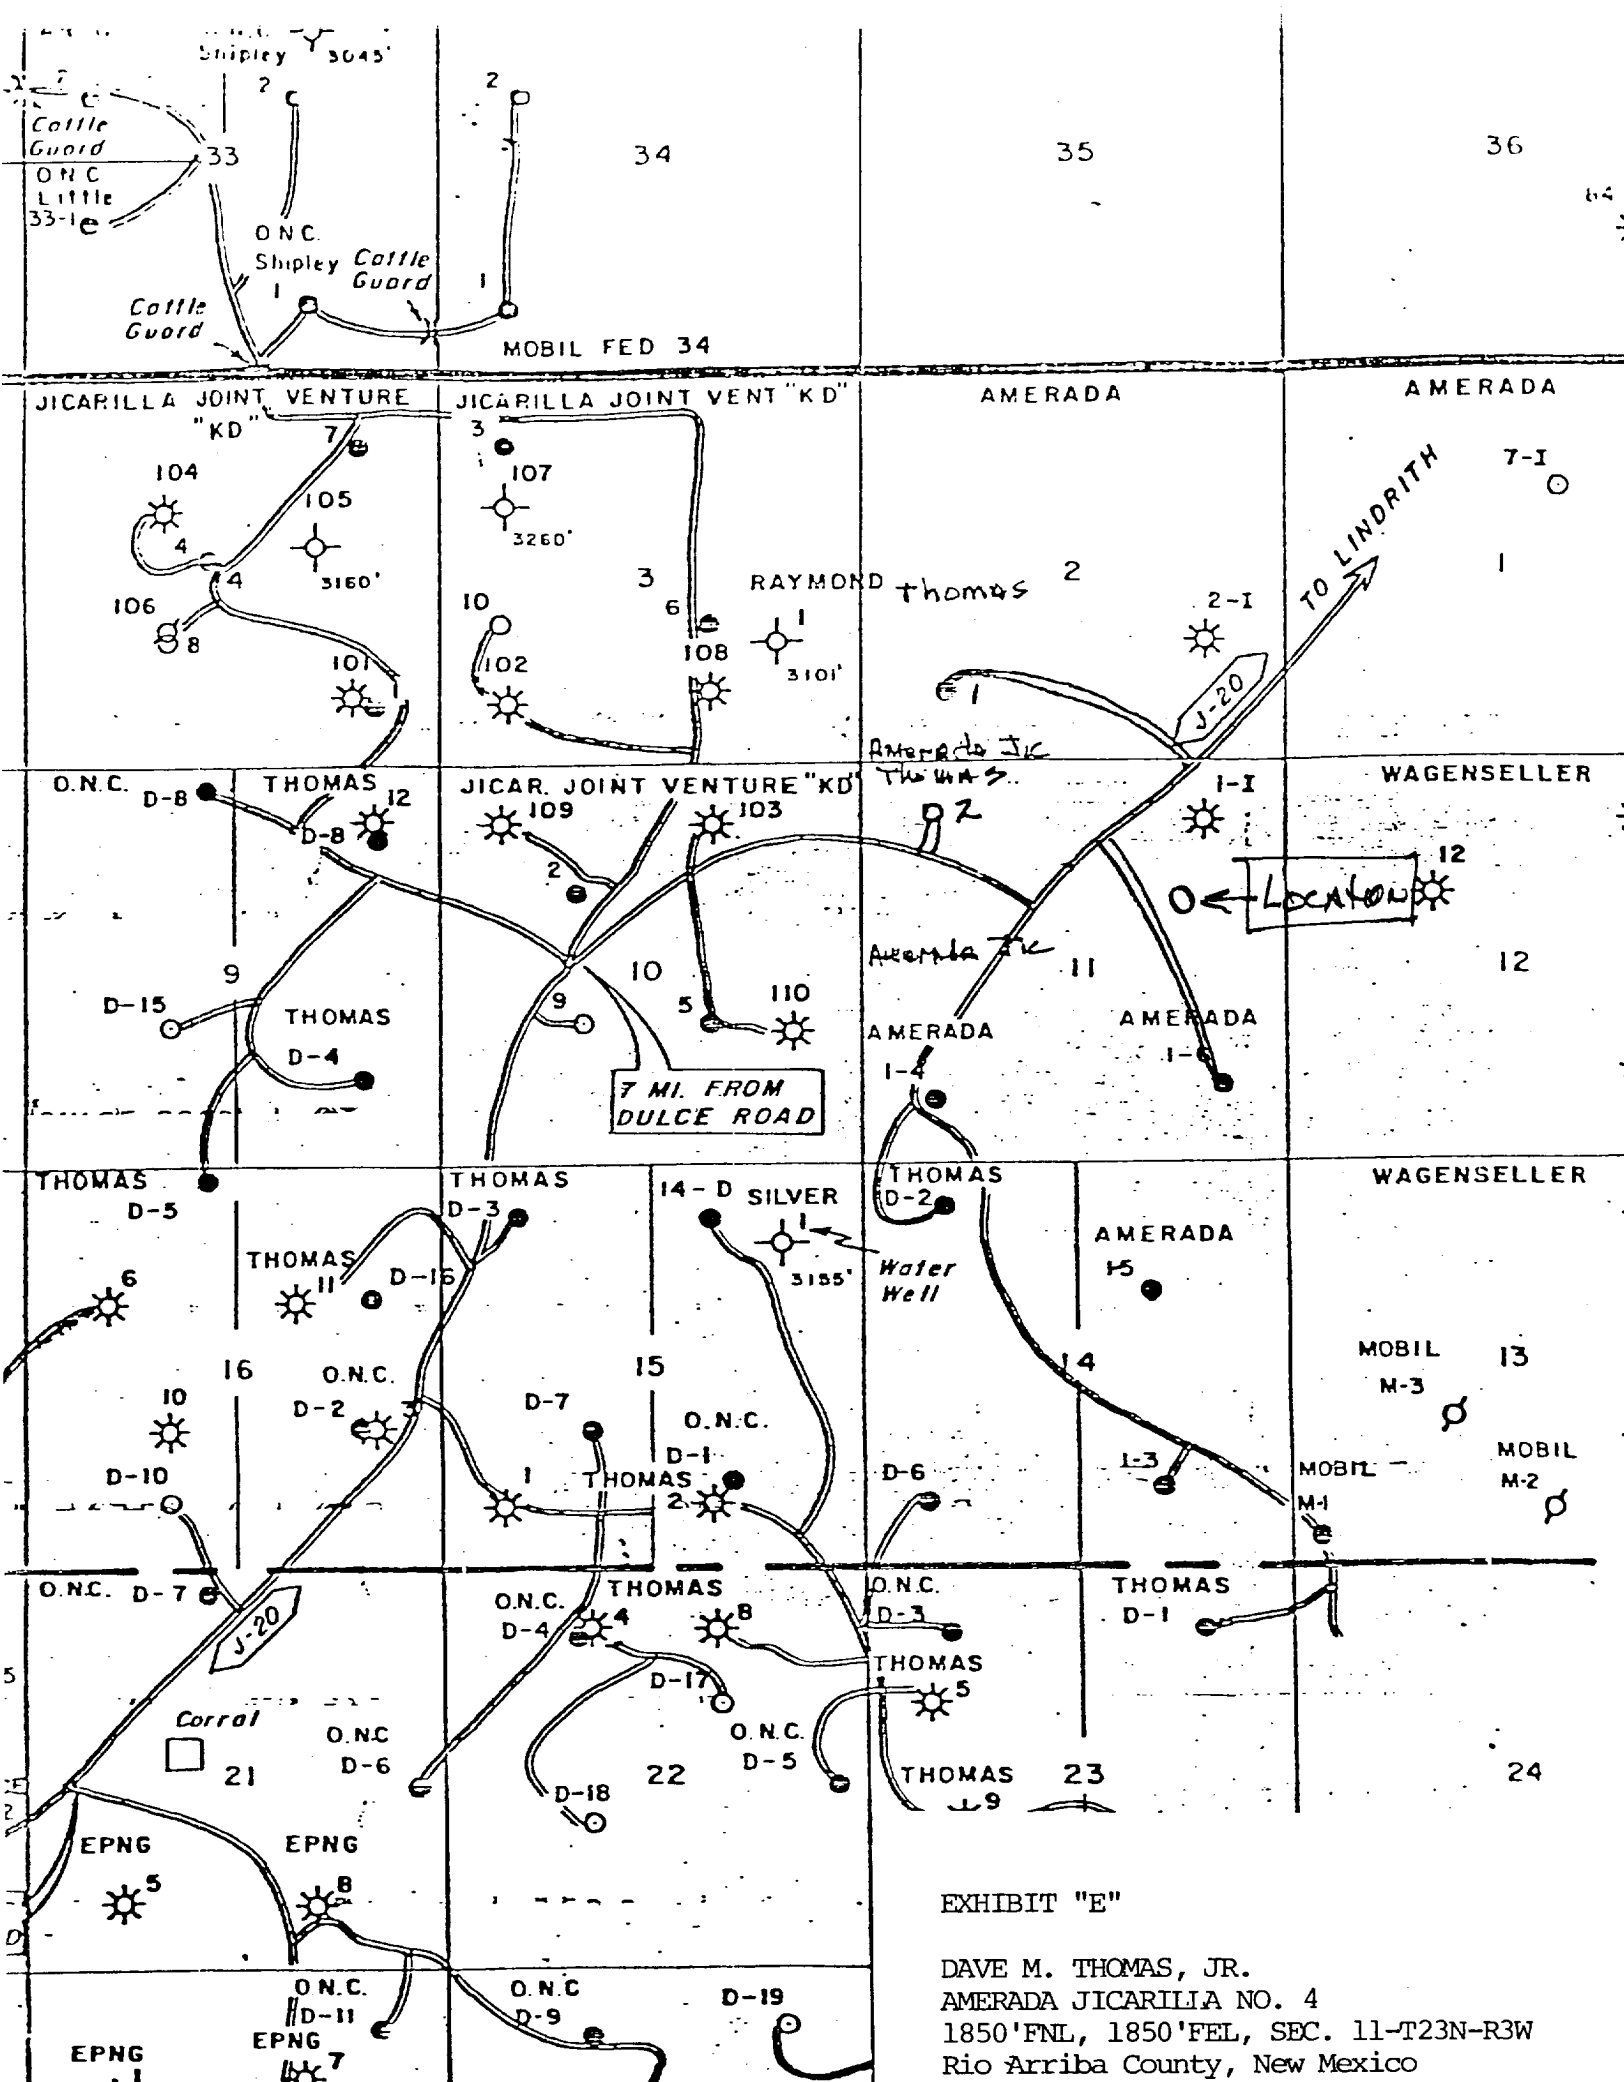 Shipley 3045'
2
2
7
Cattle
Guard
33
34
35
36
O N C
Little
33-1
64
O N C.
Shipley
Cattle
Guard
1
1
Cattle
Guard
MOBIL FED 34
JICARILLA JOINT VENTURE
"KD"
JICARILLA JOINT VENT "KD"
AMERADA
AMERADA
7
3
104
107
7-I
105
TO LINDRITH
4
3260'
4
3160'
3
2
1
RAYMOND Thomas
106
10
6
1
2-I
8
101
102
108
3101'
1
J-20
Amerada Jic
Thomas
O.N.C.
D-8
THOMAS
12
JICAR. JOINT VENTURE "KD"
WAGENSELLER
109
103
2
1-I
D-8
12
2
LOCATION
Amerada Jic
9
10
11
12
D-15
THOMAS
9
5
110
AMERADA
AMERADA
D-4
1-4
1-6
7 MI. FROM
DULCE ROAD
THOMAS
D-5
THOMAS
D-3
14-D
SILVER
1
THOMAS
D-2
WAGENSELLER
AMERADA
THOMAS
11
D-16
6
3155'
Water
Well
1-5
16
15
14
MOBIL
M-3
13
O.N.C.
D-2
3
10
D-7
O.N.C.
D-1
D-10
1
THOMAS
2
D-6
1-3
MOBIL
M-1
MOBIL
M-2
O.N.C. D-7
THOMAS
O.N.C.
D-4
4
8
O.N.C.
D-3
THOMAS
D-1
J-20
5
D-17
THOMAS
5
Corral
O.N.C
D-6
O.N.C.
D-5
21
22
THOMAS
9
23
24
D-18
EPNG
5
EPNG
8
EXHIBIT "E"
O.N.C.
D-11
O.N.C
D-9
D-19
EPNG
7
EPNG
1
DAVE M. THOMAS, JR.
AMERADA JICARILLA NO. 4
1850'FNL, 1850'FEL, SEC. 11-T23N-R3W
Rio Arriba County, New Mexico